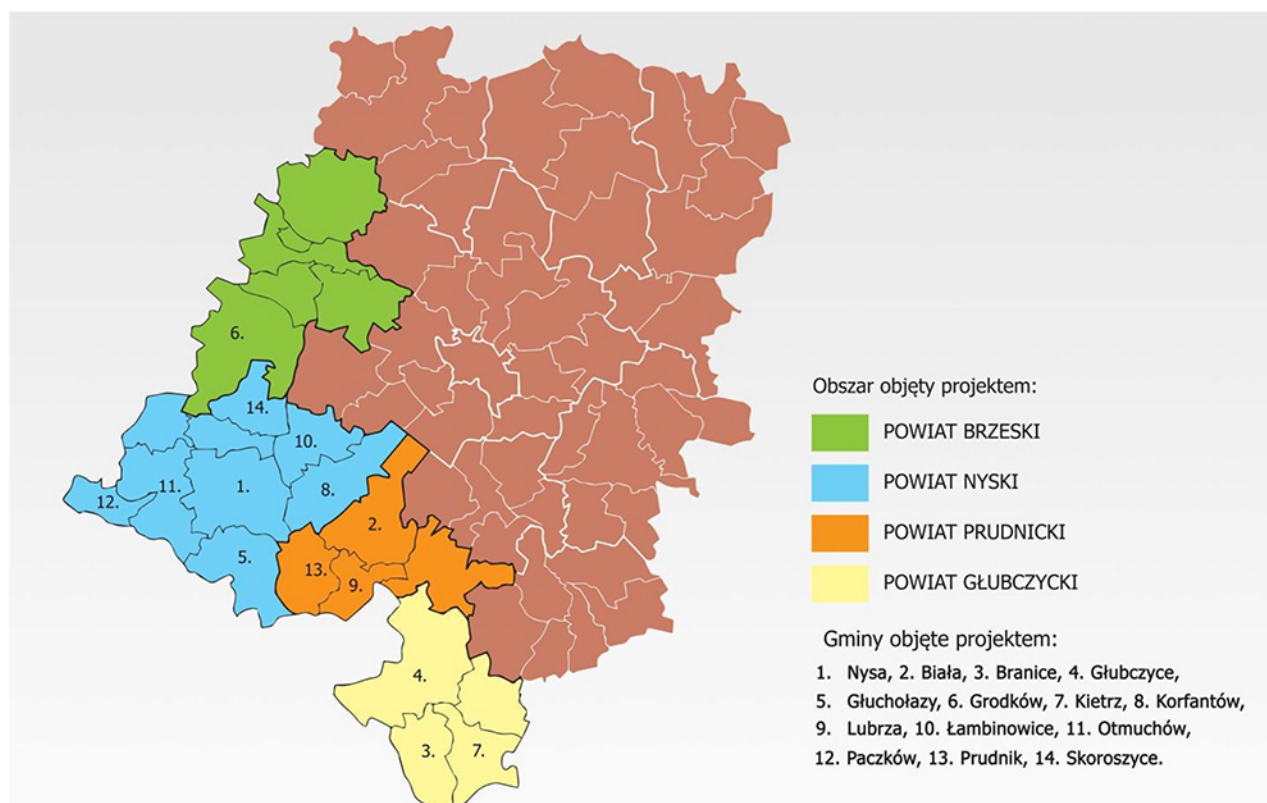 6.
14.
10.
12.
11.
1.
8.
2.
5.
13.
9.
4.
3.
7.
Obszar objęty projektem:
POWIAT BRZESKI
POWIAT NYSKI
POWIAT PRUDNICKI
POWIAT GŁUBCZYCKI
Gminy objęte projektem:
1. Nysa, 2. Biała, 3. Branice, 4. Głubczyce,
5. Głuchołazy, 6. Grodków, 7. Kietrz, 8. Korfantów,
9. Lubrza, 10. Łambinowice, 11. Otmuchów,
12. Paczków, 13. Prudnik, 14. Skoroszyce.